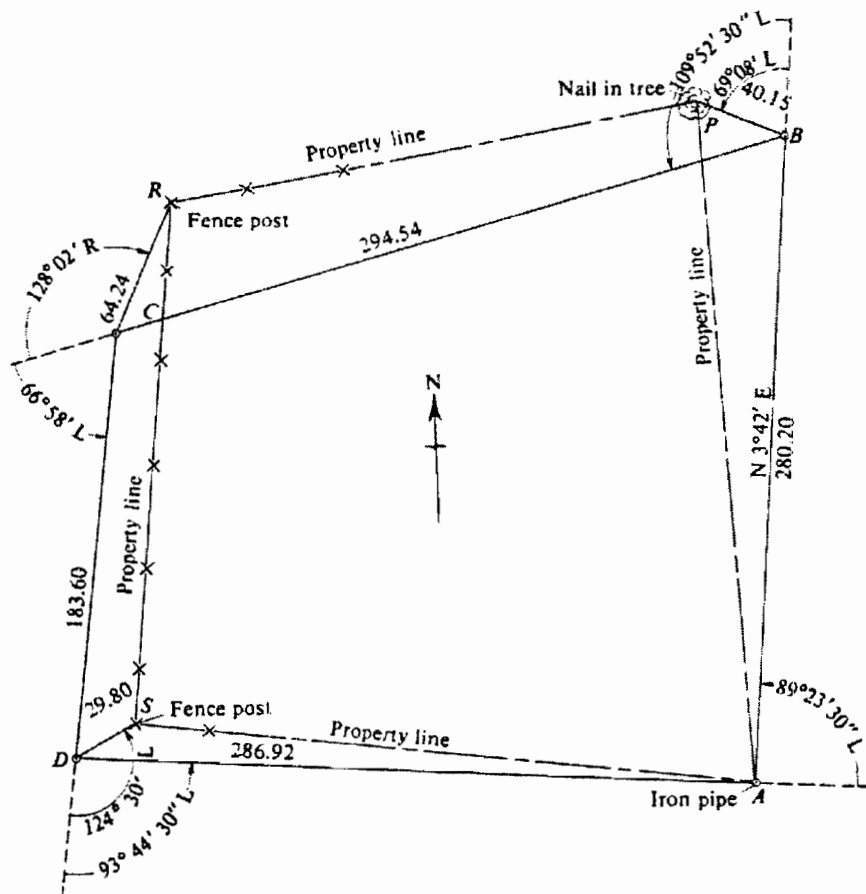 109°52' 30" L
69°08' L
40.15
Nail in tree
P
B
Property line
R
Fence post
294.54
128°02' R
64.24
C
66°58' L
N
Property line
N 3°42' E
280.20
Property line
183.60
89°23'30" L
29.80
S
Fence post
Property line
D
286.92
124° 30' L
Iron pipe
A
93° 44' 30" L